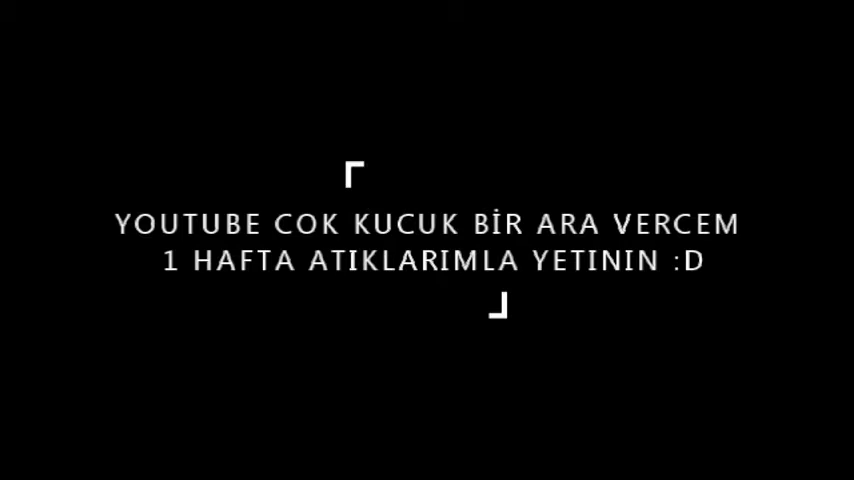 YOUTUBE COK KUCUK BİR ARA VERCEM
1 HAFTA ATIKLARIMLA YETININ :D